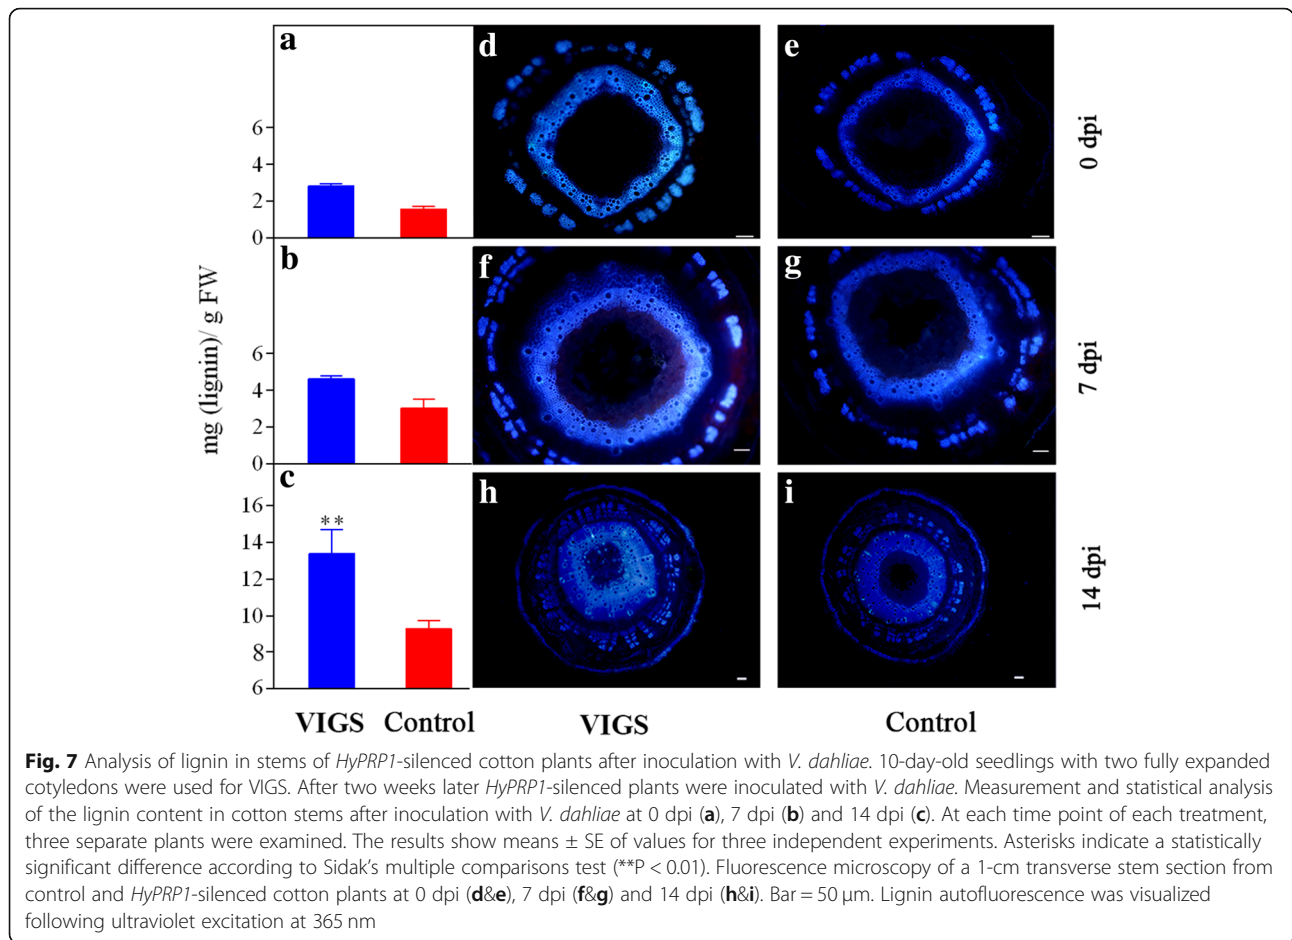 a
d
e
6
4
2
0
0 dpi
b
f
g
6
4
2
0
mg (lignin)/ g FW
7 dpi
c
h
i
16
14
12
10
8
6
**
14 dpi
VIGS Control VIGS Control
Fig. 7 Analysis of lignin in stems of HyPRP1-silenced cotton plants after inoculation with V. dahliae. 10-day-old seedlings with two fully expanded
cotyledons were used for VIGS. After two weeks later HyPRP1-silenced plants were inoculated with V. dahliae. Measurement and statistical analysis
of the lignin content in cotton stems after inoculation with V. dahliae at 0 dpi (a), 7 dpi (b) and 14 dpi (c). At each time point of each treatment,
three separate plants were examined. The results show means ± SE of values for three independent experiments. Asterisks indicate a statistically
significant difference according to Sidak's multiple comparisons test (**P < 0.01). Fluorescence microscopy of a 1-cm transverse stem section from
control and HyPRP1-silenced cotton plants at 0 dpi (d&e), 7 dpi (f&g) and 14 dpi (h&i). Bar = 50 μm. Lignin autofluorescence was visualized
following ultraviolet excitation at 365 nm